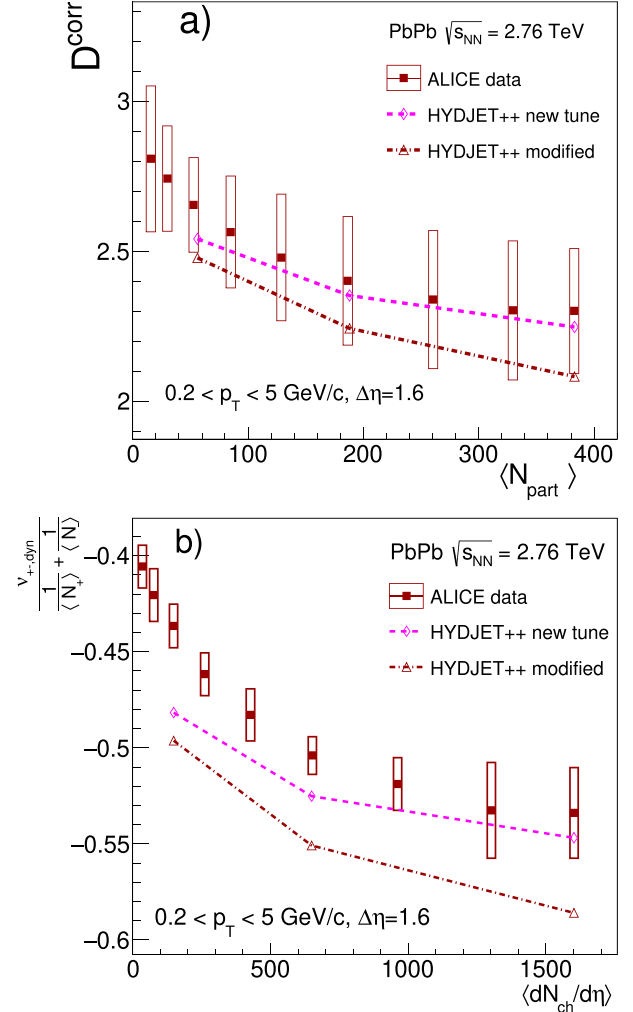 a)
D^corr
PbPb √s_NN = 2.76 TeV
ALICE data
HYDJET++ new tune
HYDJET++ modified
3
2.5
2
0.2 < p_T < 5 GeV/c, Δη=1.6
0 100 200 300 400
⟨N_part⟩
b)
ν_+-,dyn
1/⟨N_+⟩ + 1/⟨N_⟩
PbPb √s_NN = 2.76 TeV
ALICE data
HYDJET++ new tune
HYDJET++ modified
−0.4
−0.45
−0.5
−0.55
−0.6
0.2 < p_T < 5 GeV/c, Δη=1.6
0 500 1000 1500
⟨dN_ch/dη⟩